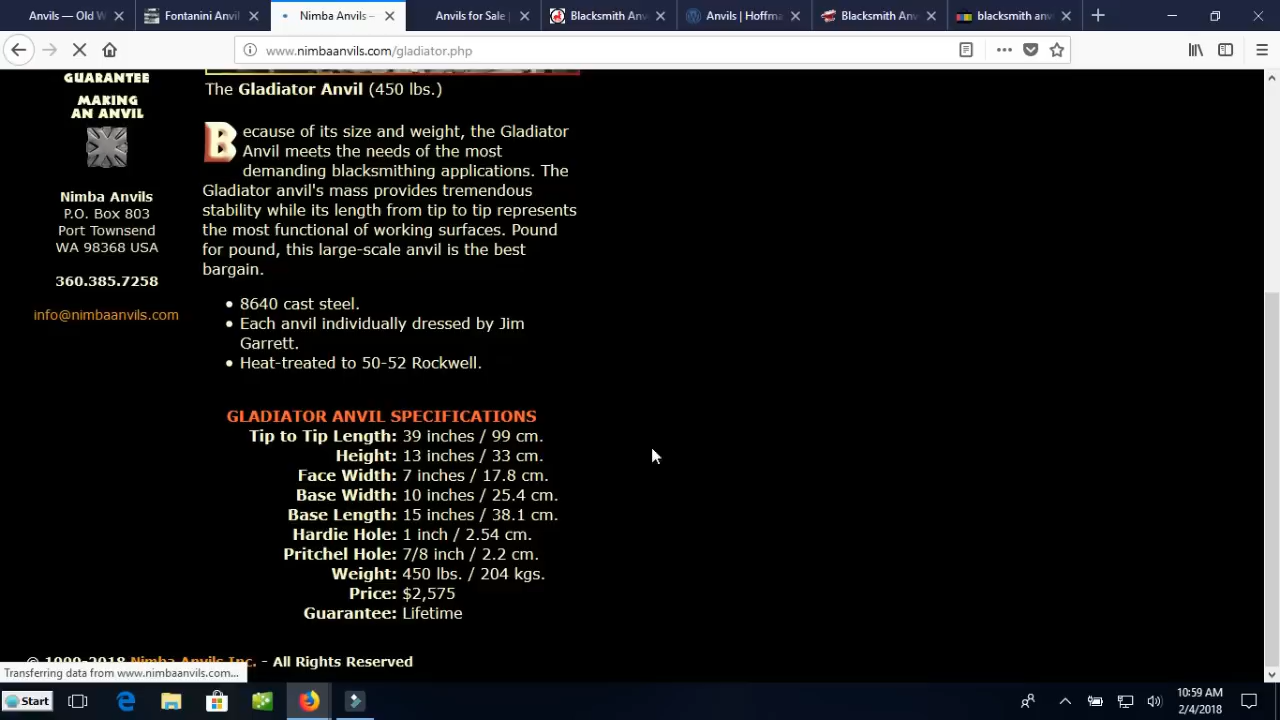 Anvils — Old W
Fontanini Anvil
Nimba Anvils –
Anvils for Sale |
Blacksmith Anv
Anvils | Hoffma
Blacksmith Anv
blacksmith anv
www.nimbaanvils.com/gladiator.php
GUARANTEE
MAKING
AN ANVIL
Nimba Anvils
P.O. Box 803
Port Townsend
WA 98368 USA
360.385.7258
info@nimbaanvils.com
The Gladiator Anvil (450 lbs.)
Because of its size and weight, the Gladiator
Anvil meets the needs of the most
demanding blacksmithing applications. The
Gladiator anvil's mass provides tremendous
stability while its length from tip to tip represents
the most functional of working surfaces. Pound
for pound, this large-scale anvil is the best
bargain.
• 8640 cast steel.
• Each anvil individually dressed by Jim
Garrett.
• Heat-treated to 50-52 Rockwell.
GLADIATOR ANVIL SPECIFICATIONS
Tip to Tip Length: 39 inches / 99 cm.
Height: 13 inches / 33 cm.
Face Width: 7 inches / 17.8 cm.
Base Width: 10 inches / 25.4 cm.
Base Length: 15 inches / 38.1 cm.
Hardie Hole: 1 inch / 2.54 cm.
Pritchel Hole: 7/8 inch / 2.2 cm.
Weight: 450 lbs. / 204 kgs.
Price: $2,575
Guarantee: Lifetime
© 1999-2018 Nimba Anvils Inc. - All Rights Reserved
Transferring data from www.nimbaanvils.com...
Start
10:59 AM
2/4/2018